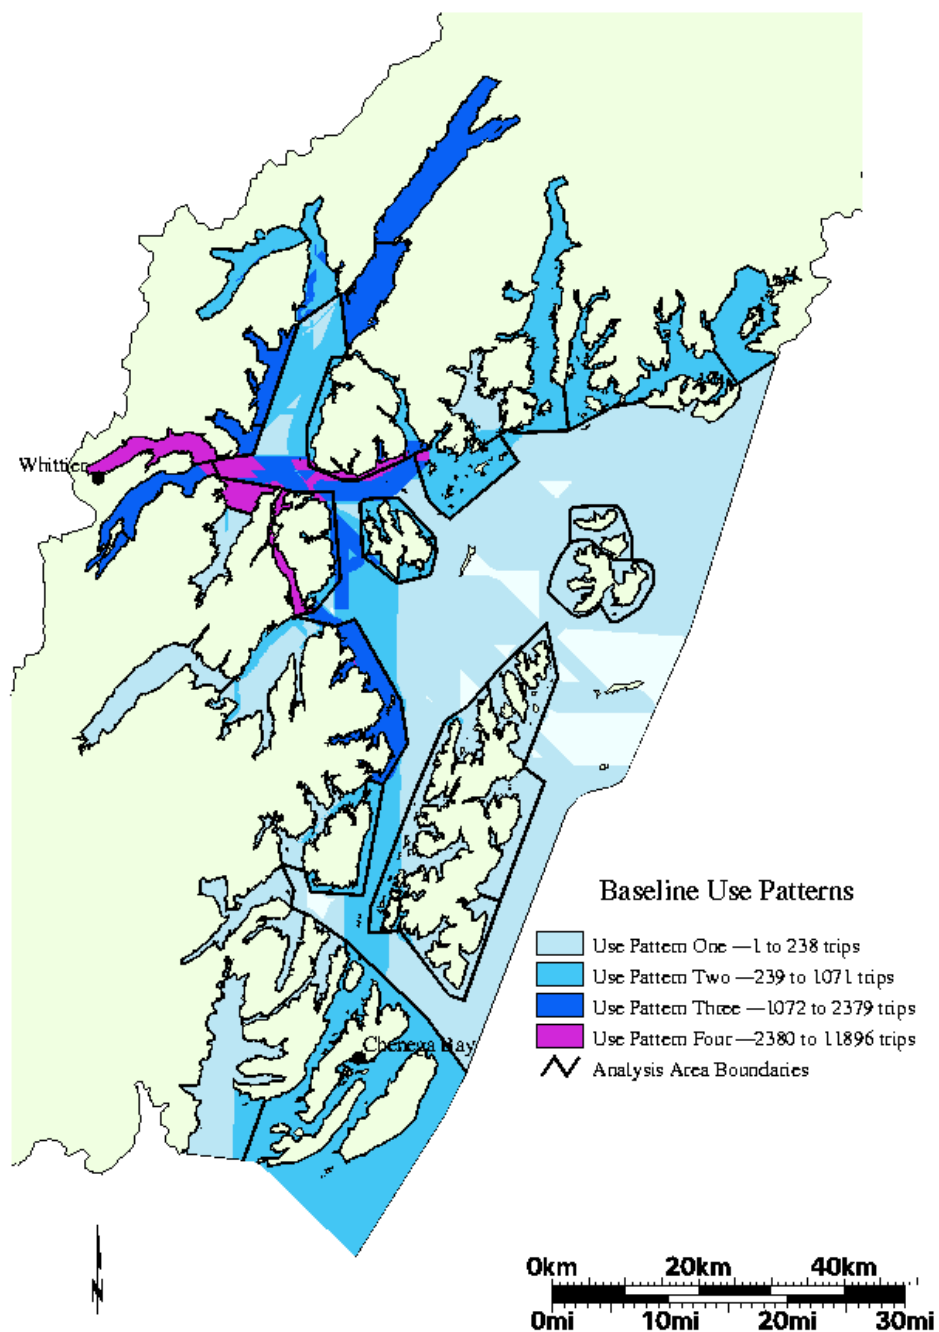 Whittier
Baseline Use Patterns
Use Pattern One —1 to 238 trips
Use Pattern Two —239 to 1071 trips
Use Pattern Three —1072 to 2379 trips
Use Pattern Four —2380 to 11896 trips
Chenega Bay
Analysis Area Boundaries
N
0km 20km 40km
0mi 10mi 20mi 30mi